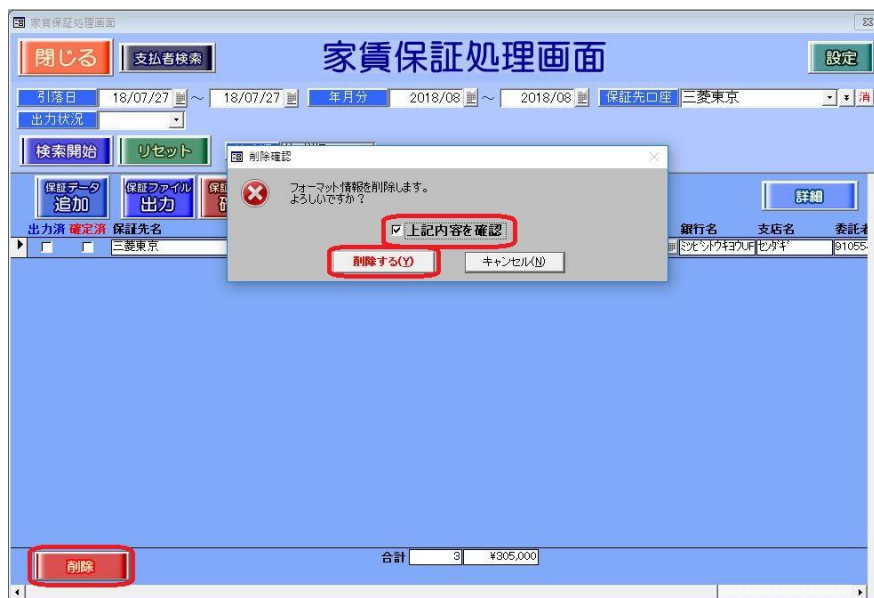 家賃保証処理画面
閉じる 支払者検索 家賃保証処理画面 設定
引落日 18/07/27 ～ 18/07/27 年月分 2018/08 ～ 2018/08 保証先口座 三菱東京 消
出力状況
検索開始 リセット
削除確認
フォーマット情報を削除します。
よろしいですか?
上記内容を確認
削除する(Y) キャンセル(N)
保証データ
追加
保証ファイル
出力
詳細
出力済 確定済 保証先名 銀行名 支店名 委託者
三菱東京 ﾐﾂﾋﾞｼﾄｳｷﾖｳUF ｾﾝﾀﾞｷﾞ 91055
合計 3 ¥305,000
削除